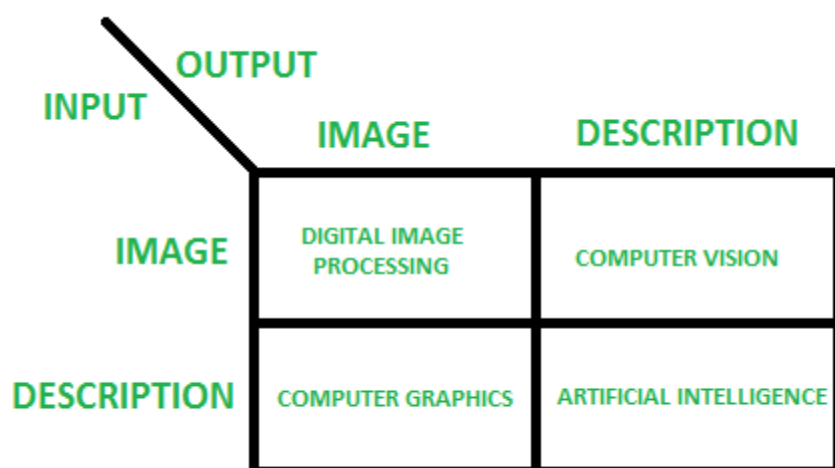 OUTPUT
INPUT
IMAGE DESCRIPTION
IMAGE DIGITAL IMAGE
PROCESSING COMPUTER VISION
DESCRIPTION COMPUTER GRAPHICS ARTIFICIAL INTELLIGENCE